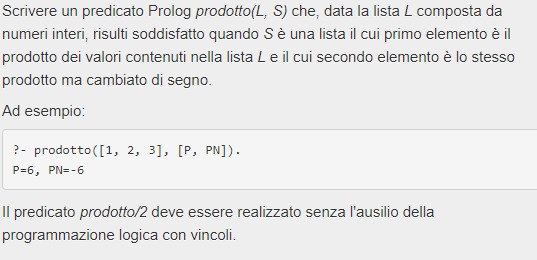 Scrivere un predicato Prolog prodotto(L, S) che, data la lista L composta da
numeri interi, risulti soddisfatto quando S è una lista il cui primo elemento è il
prodotto dei valori contenuti nella lista L e il cui secondo elemento è lo stesso
prodotto ma cambiato di segno.
Ad esempio:
?- prodotto([1, 2, 3], [P, PN]).
P=6, PN=-6
Il predicato prodotto/2 deve essere realizzato senza l'ausilio della
programmazione logica con vincoli.